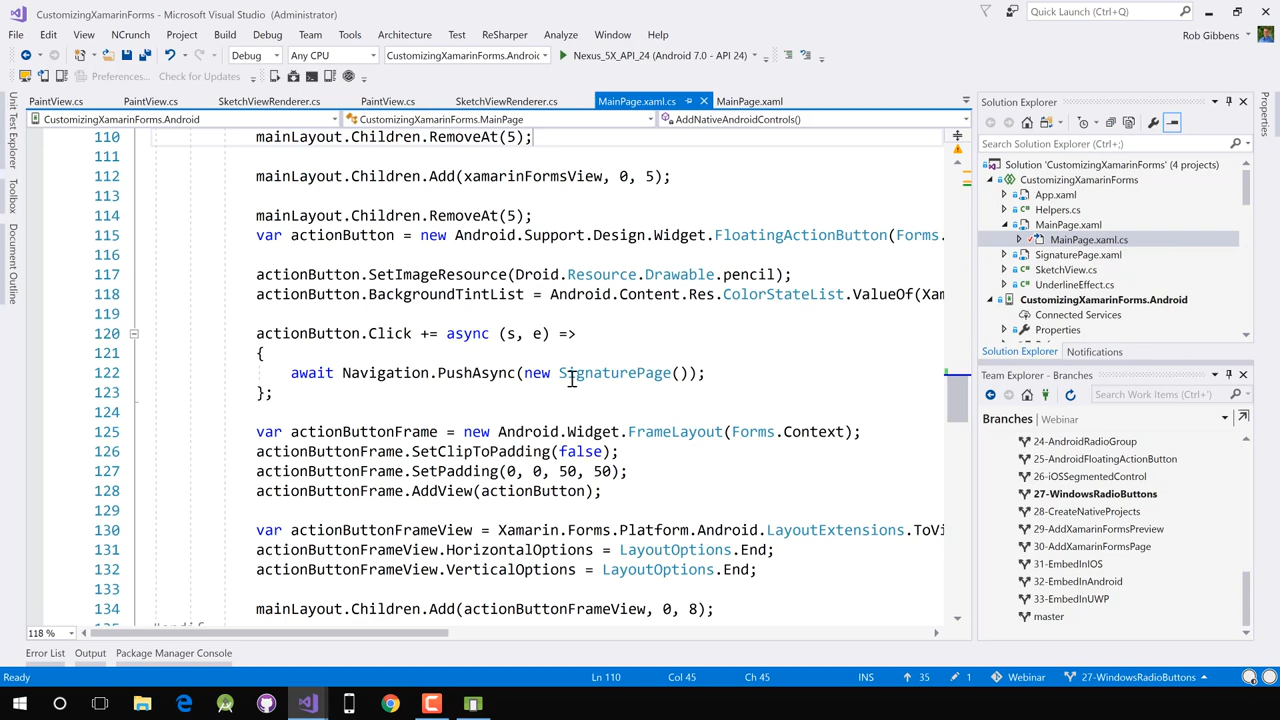 CustomizingXamarinForms - Microsoft Visual Studio (Administrator)
Quick Launch (Ctrl+Q)
File Edit View NCrunch Project Build Debug Team Tools Architecture Test ReSharper Analyze Window Help
Rob Gibbens
Debug Any CPU CustomizingXamarinForms.Androic Nexus_5X_API_24 (Android 7.0 - API 24)
Preferences... Check for Updates
PaintView.cs PaintView.cs SketchViewRenderer.cs PaintView.cs SketchViewRenderer.cs MainPage.xaml.cs MainPage.xaml
CustomizingXamarinForms.Android CustomizingXamarinForms.MainPage AddNativeAndroidControls()
Unit Test Explorer
Toolbox
Document Outline
110 mainLayout.Children.RemoveAt(5);
111
112 mainLayout.Children.Add(xamarinFormsView, 0, 5);
113
114 mainLayout.Children.RemoveAt(5);
115 var actionButton = new Android.Support.Design.Widget.FloatingActionButton(Forms.
116
117 actionButton.SetImageResource(Droid.Resource.Drawable.pencil);
118 actionButton.BackgroundTintList = Android.Content.Res.ColorStateList.ValueOf(Xam
119
120 actionButton.Click += async (s, e) =>
121 {
122 await Navigation.PushAsync(new SignaturePage());
123 };
124
125 var actionButtonFrame = new Android.Widget.FrameLayout(Forms.Context);
126 actionButtonFrame.SetClipToPadding(false);
127 actionButtonFrame.SetPadding(0, 0, 50, 50);
128 actionButtonFrame.AddView(actionButton);
129
130 var actionButtonFrameView = Xamarin.Forms.Platform.Android.LayoutExtensions.ToVi
131 actionButtonFrameView.HorizontalOptions = LayoutOptions.End;
132 actionButtonFrameView.VerticalOptions = LayoutOptions.End;
133
134 mainLayout.Children.Add(actionButtonFrameView, 0, 8);
118 %
Solution Explorer
Search Solution Explorer (Ctrl+;)
Solution 'CustomizingXamarinForms' (4 projects)
CustomizingXamarinForms
App.xaml
Helpers.cs
MainPage.xaml
MainPage.xaml.cs
SignaturePage.xaml
SketchView.cs
UnderlineEffect.cs
CustomizingXamarinForms.Android
Connected Services
Properties
Solution Explorer Notifications
Team Explorer - Branches
Search Work Items (Ctrl+')
Branches Webinar
24-AndroidRadioGroup
25-AndroidFloatingActionButton
26-iOSSegmentedControl
27-WindowsRadioButtons
28-CreateNativeProjects
29-AddXamarinFormsPreview
30-AddXamarinFormsPage
31-EmbedInIOS
32-EmbedInAndroid
33-EmbedInUWP
master
Properties
Error List Output Package Manager Console
Ready Ln 110 Col 45 Ch 45 INS 35 1 Webinar 27-WindowsRadioButtons